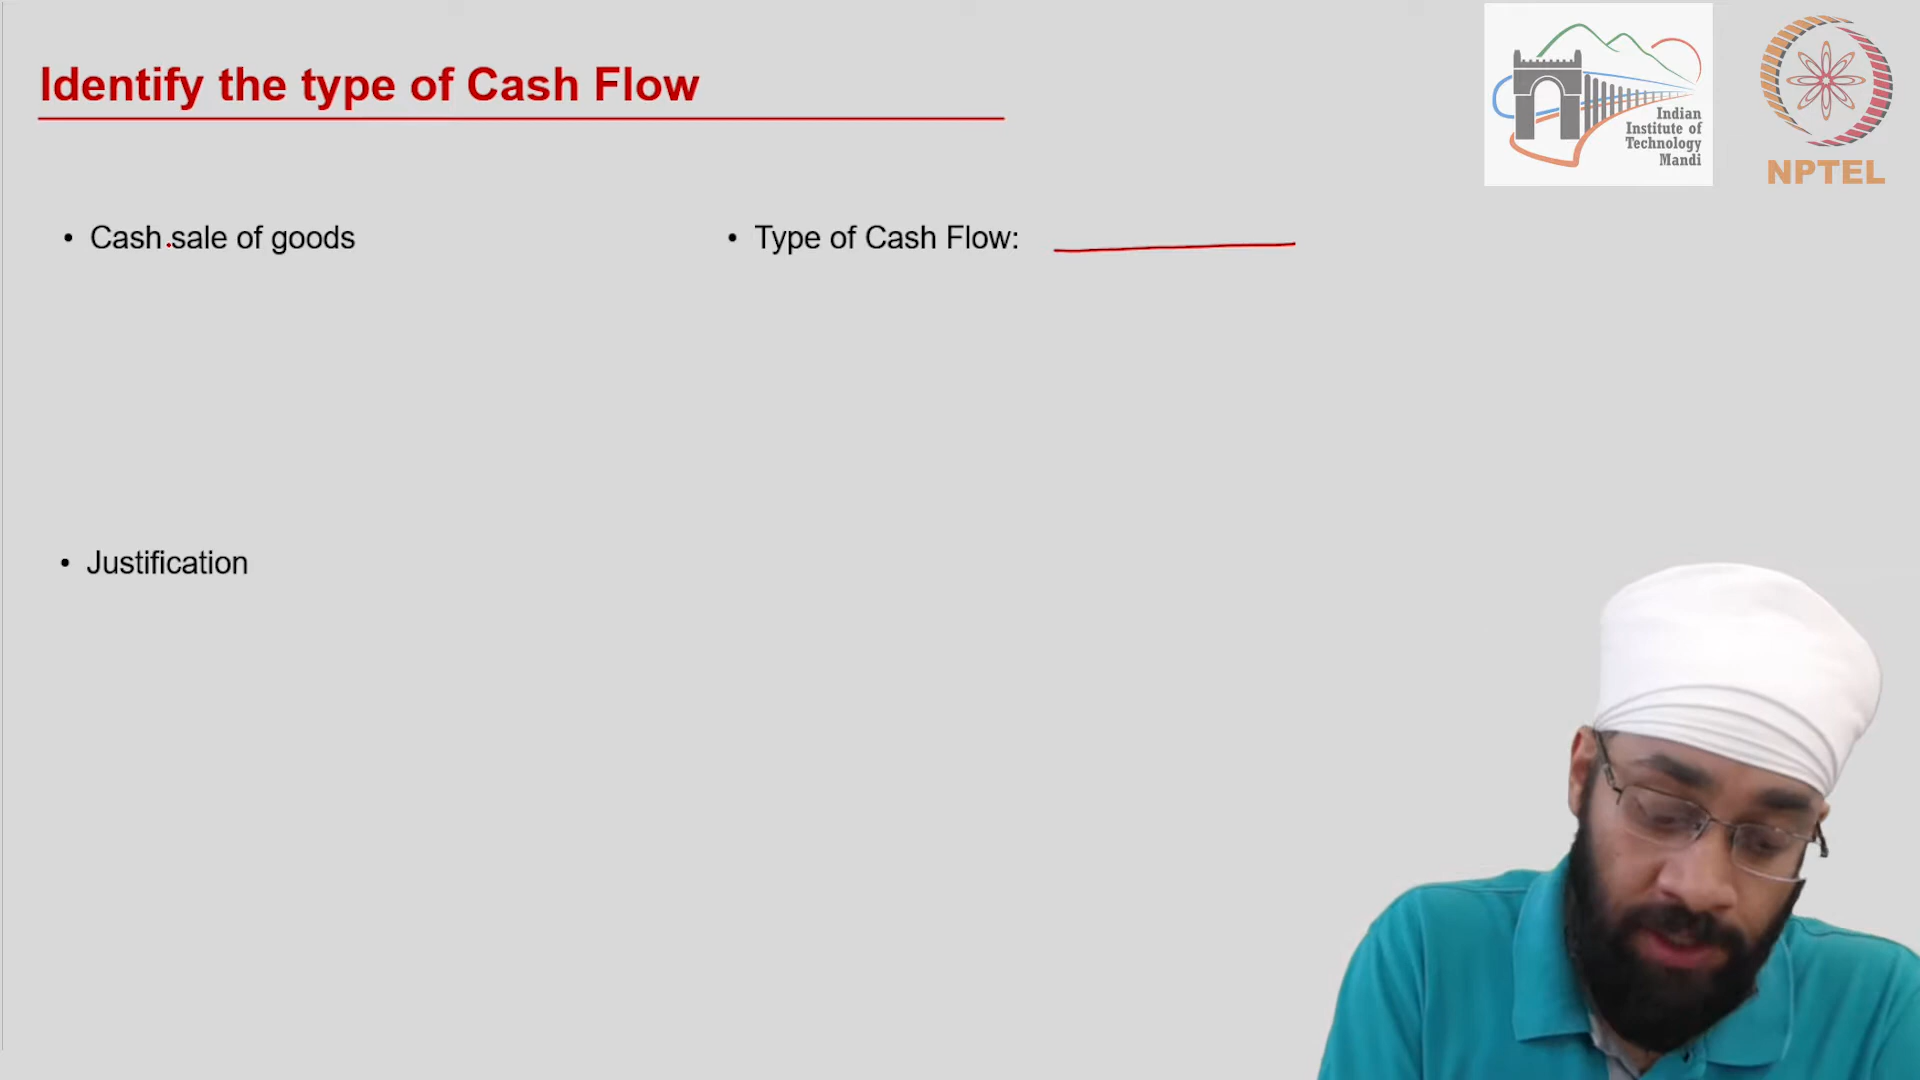 Identify the type of Cash Flow
Indian
Institute of
Technology
Mandi
NPTEL
• Cash sale of goods
• Type of Cash Flow:
• Justification